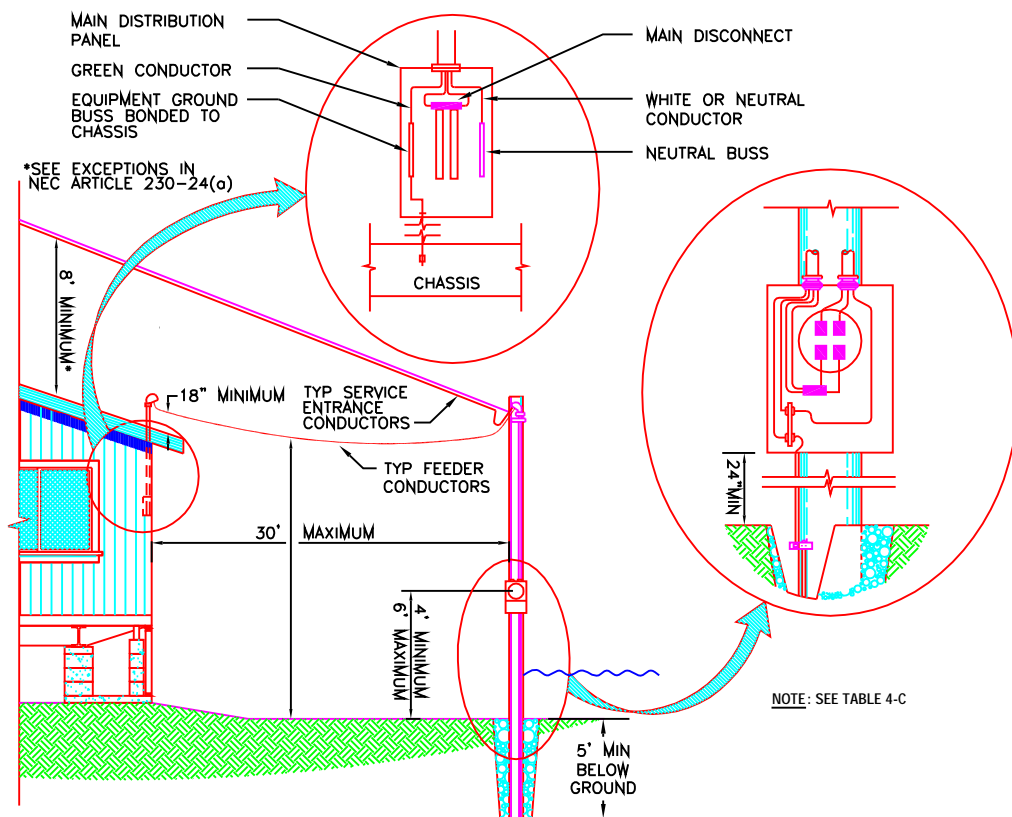 MAIN DISTRIBUTION
PANEL
GREEN CONDUCTOR
EQUIPMENT GROUND
BUSS BONDED TO
CHASSIS
*SEE EXCEPTIONS IN
NEC ARTICLE 230-24(a)
MAIN DISCONNECT
WHITE OR NEUTRAL
CONDUCTOR
NEUTRAL BUSS
CHASSIS
8' MINIMUM*
18" MINIMUM
TYP SERVICE
ENTRANCE
CONDUCTORS
TYP FEEDER
CONDUCTORS
30' MAXIMUM
4' MINIMUM
6' MAXIMUM
24" MIN
NOTE: SEE TABLE 4-C
5' MIN
BELOW
GROUND